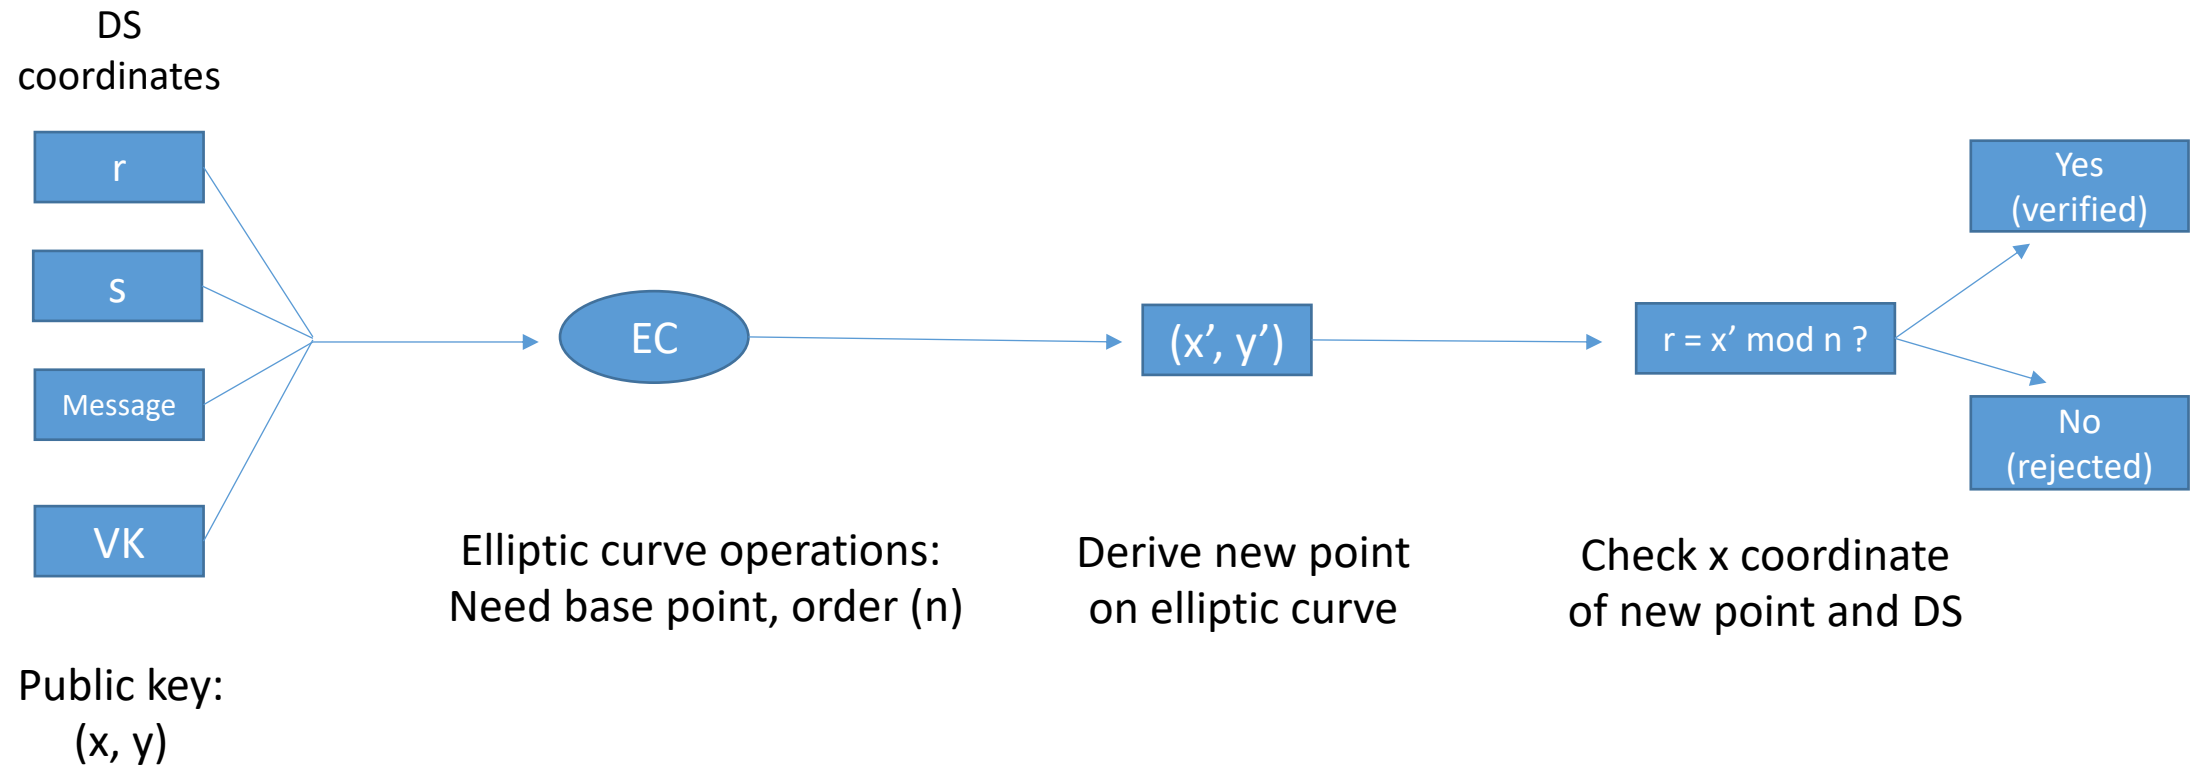 DS
coordinates
r
s
Message
VK
Public key:
(x, y)
EC
Elliptic curve operations:
Need base point, order (n)
(x’, y’)
Derive new point
on elliptic curve
r = x’ mod n ?
Check x coordinate
of new point and DS
Yes
(verified)
No
(rejected)